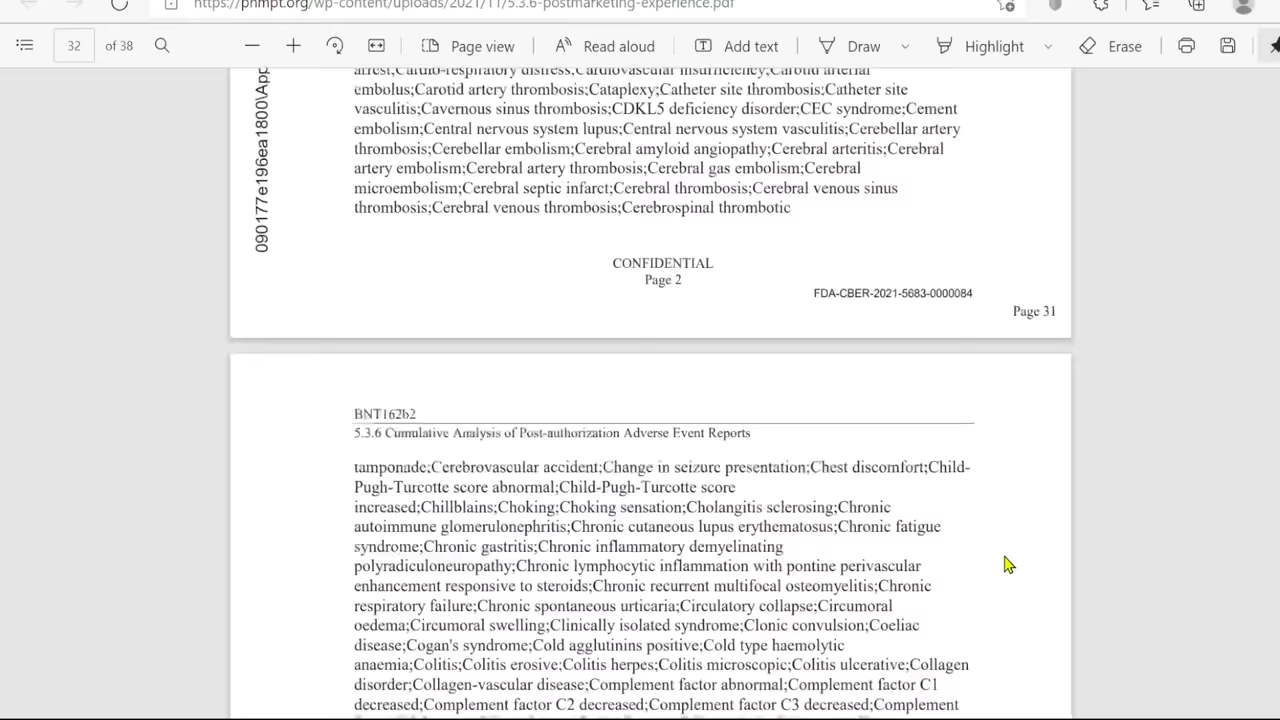 https://phmpt.org/wp-content/uploads/2021/11/5.3.6-postmarketing-experience.pdf
32 of 38 Page view Read aloud Add text Draw Highlight Erase
arrest;Cardio-respiratory distress;Cardiovascular insufficiency;Carotid arterial
embolus;Carotid artery thrombosis;Cataplexy;Catheter site thrombosis;Catheter site
vasculitis;Cavernous sinus thrombosis;CDKL5 deficiency disorder;CEC syndrome;Cement
embolism;Central nervous system lupus;Central nervous system vasculitis;Cerebellar artery
thrombosis;Cerebellar embolism;Cerebral amyloid angiopathy;Cerebral arteritis;Cerebral
artery embolism;Cerebral artery thrombosis;Cerebral gas embolism;Cerebral
microembolism;Cerebral septic infarct;Cerebral thrombosis;Cerebral venous sinus
thrombosis;Cerebral venous thrombosis;Cerebrospinal thrombotic
090177e196ea1800\App
CONFIDENTIAL
Page 2
FDA-CBER-2021-5683-0000084
Page 31
BNT162b2
5.3.6 Cumulative Analysis of Post-authorization Adverse Event Reports
tamponade;Cerebrovascular accident;Change in seizure presentation;Chest discomfort;Child-
Pugh-Turcotte score abnormal;Child-Pugh-Turcotte score
increased;Chillblains;Choking;Choking sensation;Cholangitis sclerosing;Chronic
autoimmune glomerulonephritis;Chronic cutaneous lupus erythematosus;Chronic fatigue
syndrome;Chronic gastritis;Chronic inflammatory demyelinating
polyradiculoneuropathy;Chronic lymphocytic inflammation with pontine perivascular
enhancement responsive to steroids;Chronic recurrent multifocal osteomyelitis;Chronic
respiratory failure;Chronic spontaneous urticaria;Circulatory collapse;Circumoral
oedema;Circumoral swelling;Clinically isolated syndrome;Clonic convulsion;Coeliac
disease;Cogan's syndrome;Cold agglutinins positive;Cold type haemolytic
anaemia;Colitis;Colitis erosive;Colitis herpes;Colitis microscopic;Colitis ulcerative;Collagen
disorder;Collagen-vascular disease;Complement factor abnormal;Complement factor C1
decreased;Complement factor C2 decreased;Complement factor C3 decreased;Complement